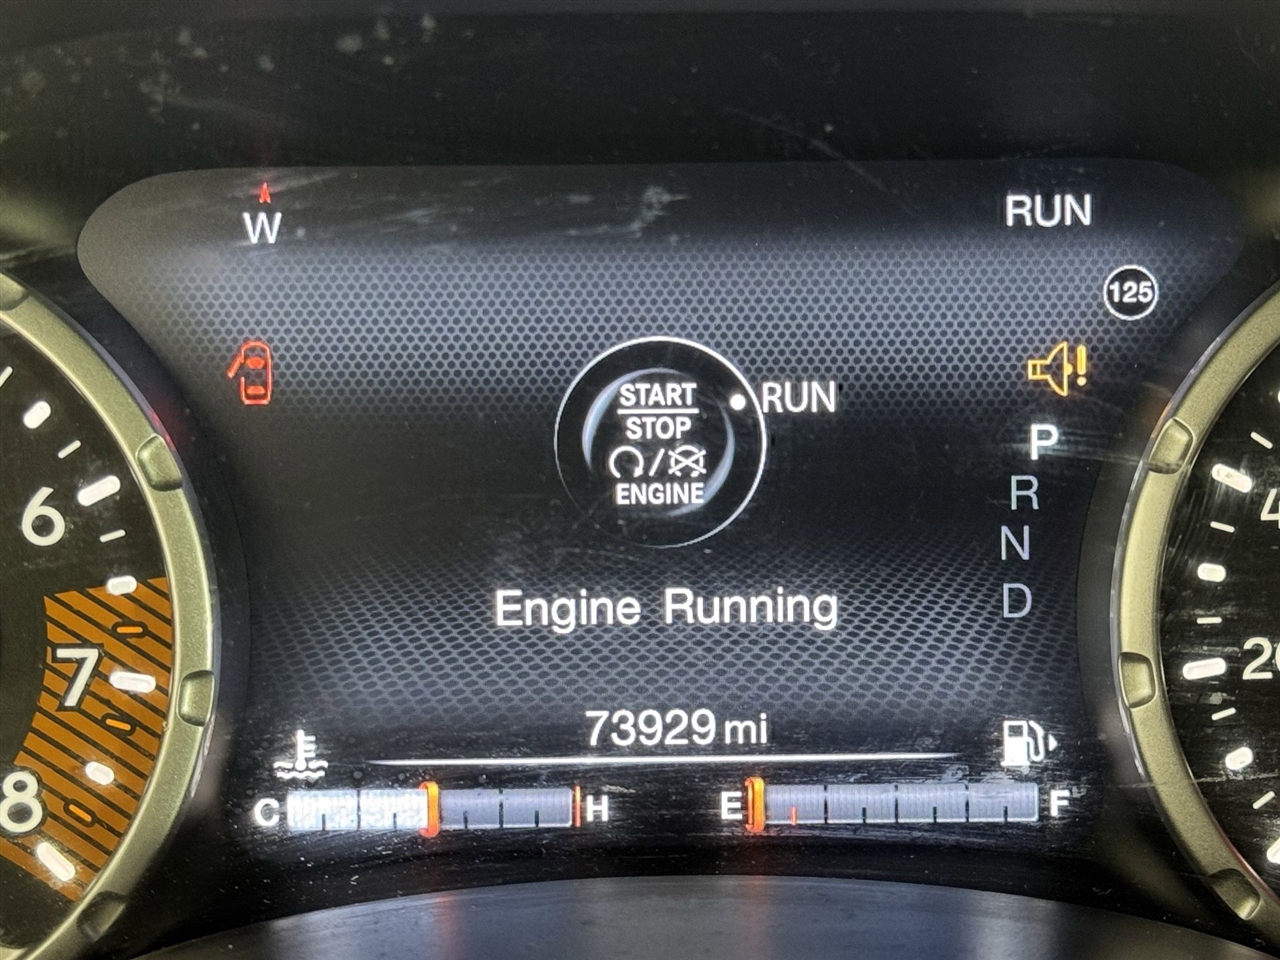 W
RUN
125
START
STOP
ENGINE
RUN
P
R
N
D
6
7
8
Engine Running
73929 mi
C
H
E
F